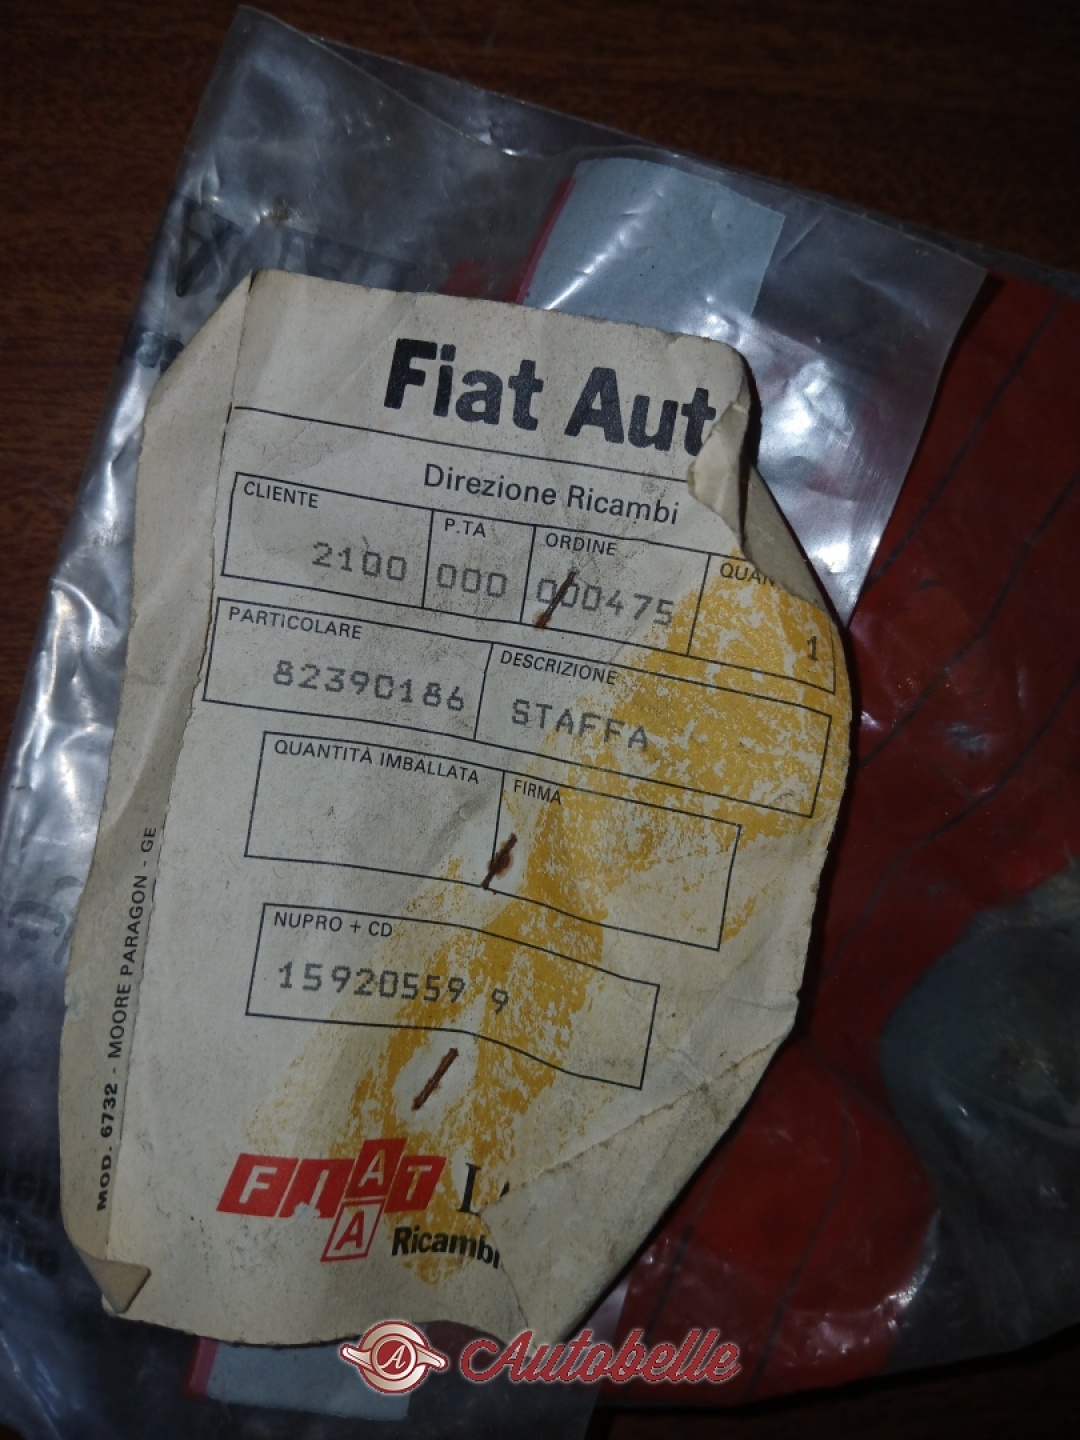 Fiat Aut
Direzione Ricambi
CLIENTE P.TA ORDINE QUAN
2100 000 000475 1
PARTICOLARE DESCRIZIONE
82390186 STAFFA
QUANTITÀ IMBALLATA FIRMA
NUPRO + CD
15920559 9
MOD. 6732 - MOORE PARAGON - GE
FIAT
A
Ricambi
A
Autobelle